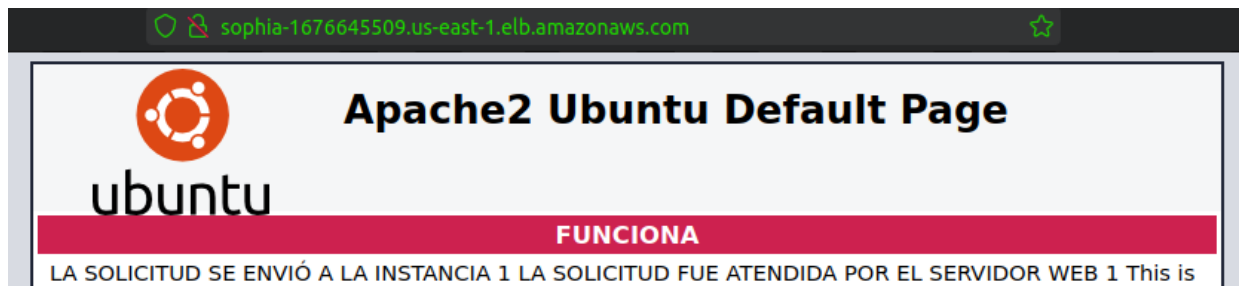 sophia-1676645509.us-east-1.elb.amazonaws.com
Apache2 Ubuntu Default Page
ubuntu
FUNCIONA
LA SOLICITUD SE ENVIÓ A LA INSTANCIA 1 LA SOLICITUD FUE ATENDIDA POR EL SERVIDOR WEB 1 This is